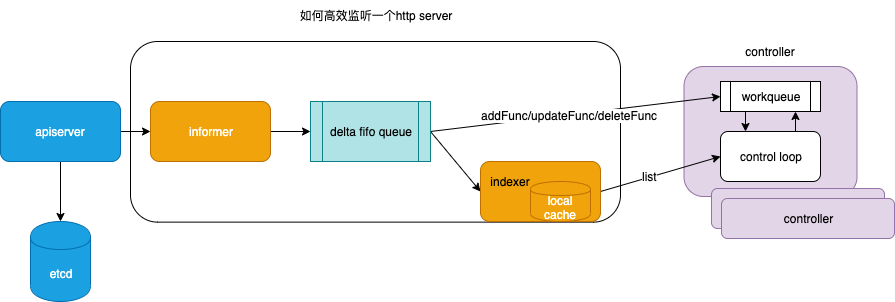 如何高效监听一个http server
controller
apiserver
informer
delta fifo queue
addFunc/updateFunc/deleteFunc
workqueue
control loop
indexer
local
cache
list
controller
etcd